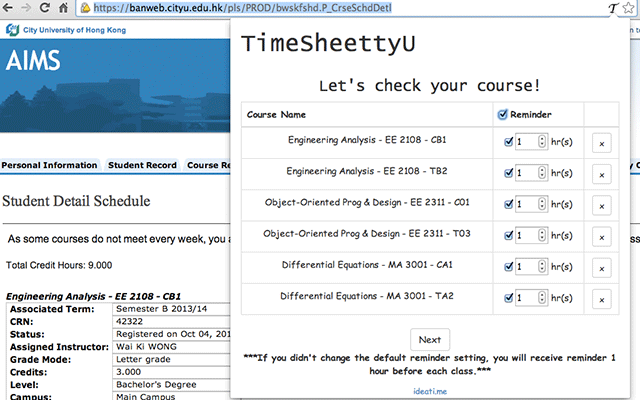 https://banweb.cityu.edu.hk/pls/PROD/bwskfshd.P_CrseSchdDetl
City University of Hong Kong
AIMS
Personal Information Student Record Course Re
Student Detail Schedule
As some courses do not meet every week, you a
Total Credit Hours: 9.000
Engineering Analysis - EE 2108 - CB1
Associated Term: Semester B 2013/14
CRN: 42322
Status: Registered on Oct 04, 201
Assigned Instructor: Wai Ki WONG
Grade Mode: Letter grade
Credits: 3.000
Level: Bachelor's Degree
Campus: Main Campus
TimeSheettyU
Let's check your course!
Course Name Reminder
Engineering Analysis - EE 2108 - CB1 1 hr(s) x
Engineering Analysis - EE 2108 - TB2 1 hr(s) x
Object-Oriented Prog & Design - EE 2311 - C01 1 hr(s) x
Object-Oriented Prog & Design - EE 2311 - T03 1 hr(s) x
Differential Equations - MA 3001 - CA1 1 hr(s) x
Differential Equations - MA 3001 - TA2 1 hr(s) x
Next
***If you didn't change the default reminder setting, you will receive reminder 1
hour before each class.***
ideati.me